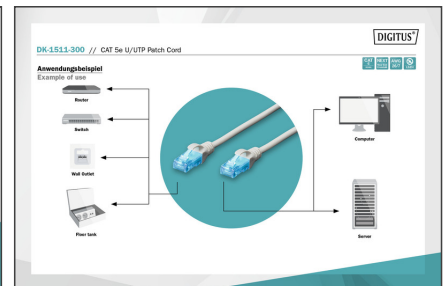 DIGITUS®
DK-1511-300 // CAT 5e U/UTP Patch Cord
Anwendungsbeispiel
Example of use
Router
Switch
Wall Outlet
Floor tank
Computer
Server